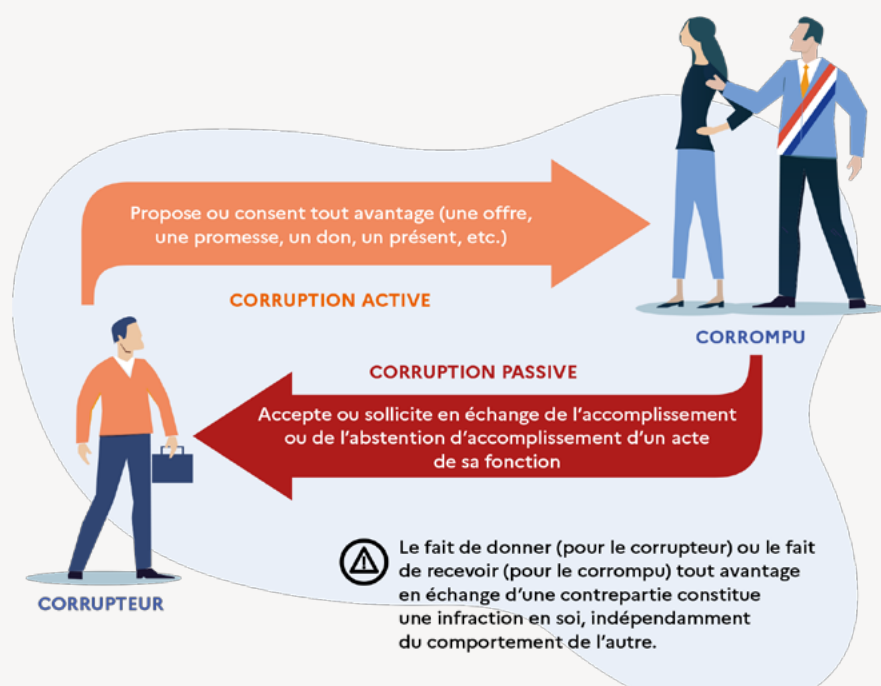 Propose ou consent tout avantage (une offre,
une promesse, un don, un présent, etc.)
CORRUPTION ACTIVE
CORROMPU
CORRUPTION PASSIVE
Accepte ou sollicite en échange de l’accomplissement
ou de l’abstention d’accomplissement d’un acte
de sa fonction
CORRUPTEUR
Le fait de donner (pour le corrupteur) ou le fait
de recevoir (pour le corrompu) tout avantage
en échange d’une contrepartie constitue
une infraction en soi, indépendamment
du comportement de l’autre.